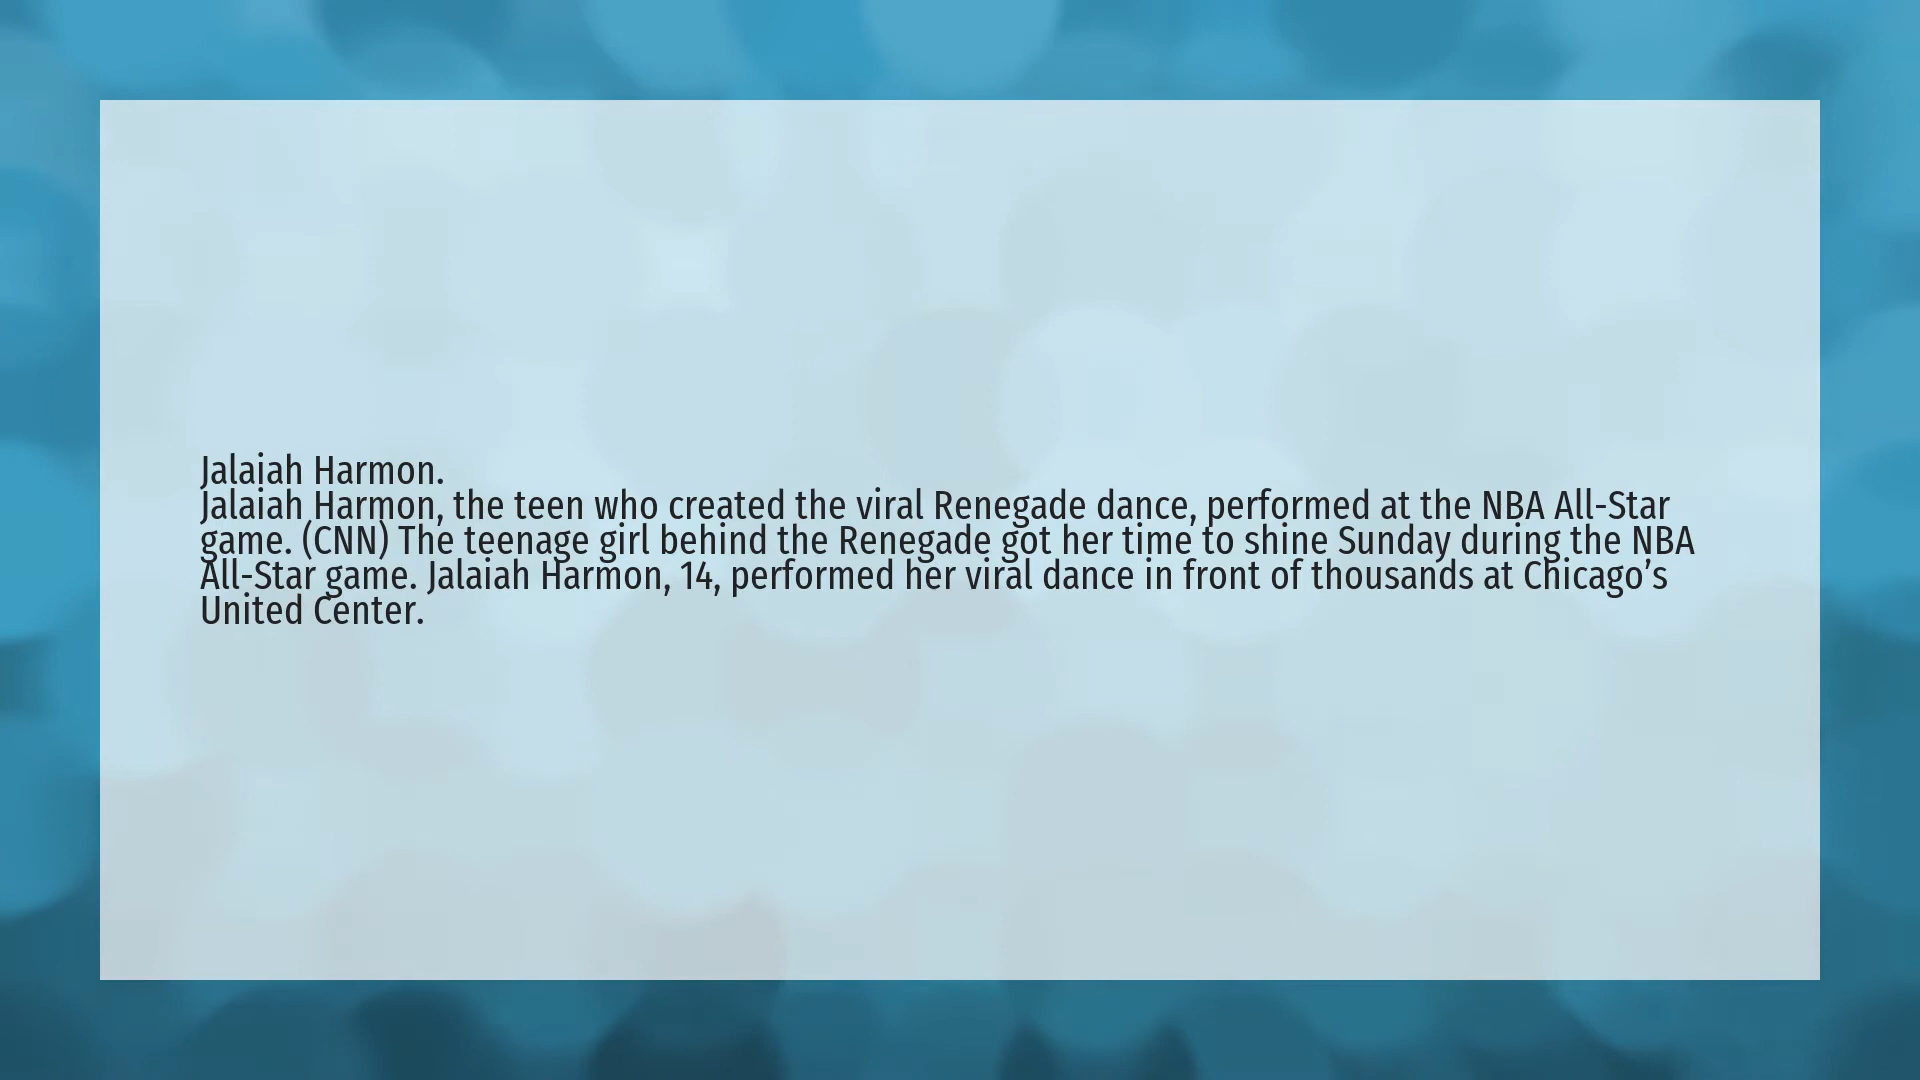 Jalaiah Harmon.
Jalaiah Harmon, the teen who created the viral Renegade dance, performed at the NBA All-Star
game. (CNN) The teenage girl behind the Renegade got her time to shine Sunday during the NBA
All-Star game. Jalaiah Harmon, 14, performed her viral dance in front of thousands at Chicago’s
United Center.